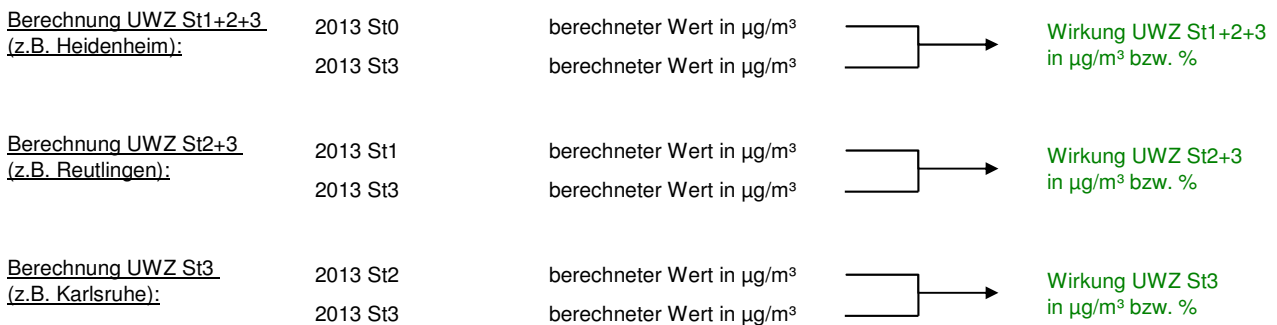 Berechnung UWZ St1+2+3
(z.B. Heidenheim):
2013 St0
berechneter Wert in µg/m³
2013 St3
berechneter Wert in µg/m³
Wirkung UWZ St1+2+3
in µg/m³ bzw. %
Berechnung UWZ St2+3
(z.B. Reutlingen):
2013 St1
berechneter Wert in µg/m³
2013 St3
berechneter Wert in µg/m³
Wirkung UWZ St2+3
in µg/m³ bzw. %
Berechnung UWZ St3
(z.B. Karlsruhe):
2013 St2
berechneter Wert in µg/m³
2013 St3
berechneter Wert in µg/m³
Wirkung UWZ St3
in µg/m³ bzw. %